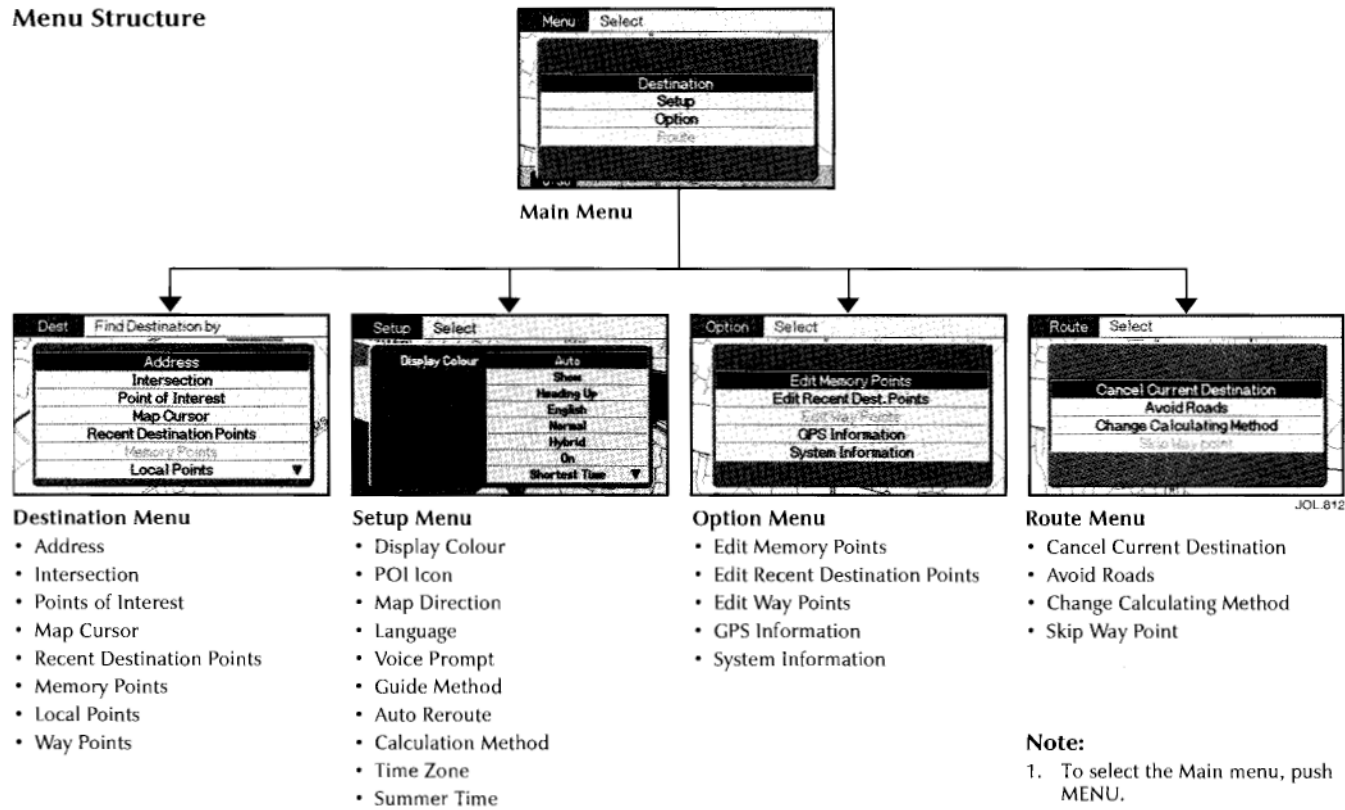 Menu Structure
Menu Select
Destination
Setup
Option
Route
Main Menu
Dest Find Destination by
Address
Intersection
Point of Interest
Map Cursor
Recent Destination Points
Memory Points
Local Points
Destination Menu
• Address
• Intersection
• Points of Interest
• Map Cursor
• Recent Destination Points
• Memory Points
• Local Points
• Way Points
Setup Select
Display Colour Auto
Show
Heading Up
English
Normal
Hybrid
On
Shortest Time
Setup Menu
• Display Colour
• POI Icon
• Map Direction
• Language
• Voice Prompt
• Guide Method
• Auto Reroute
• Calculation Method
• Time Zone
• Summer Time
Option Select
Edit Memory Points
Edit Recent Dest. Points
Edit Way Points
GPS Information
System Information
Option Menu
• Edit Memory Points
• Edit Recent Destination Points
• Edit Way Points
• GPS Information
• System Information
Route Select
Cancel Current Destination
Avoid Roads
Change Calculating Method
Skip Way point
JOL.812
Route Menu
• Cancel Current Destination
• Avoid Roads
• Change Calculating Method
• Skip Way Point
Note:
1. To select the Main menu, push
MENU.